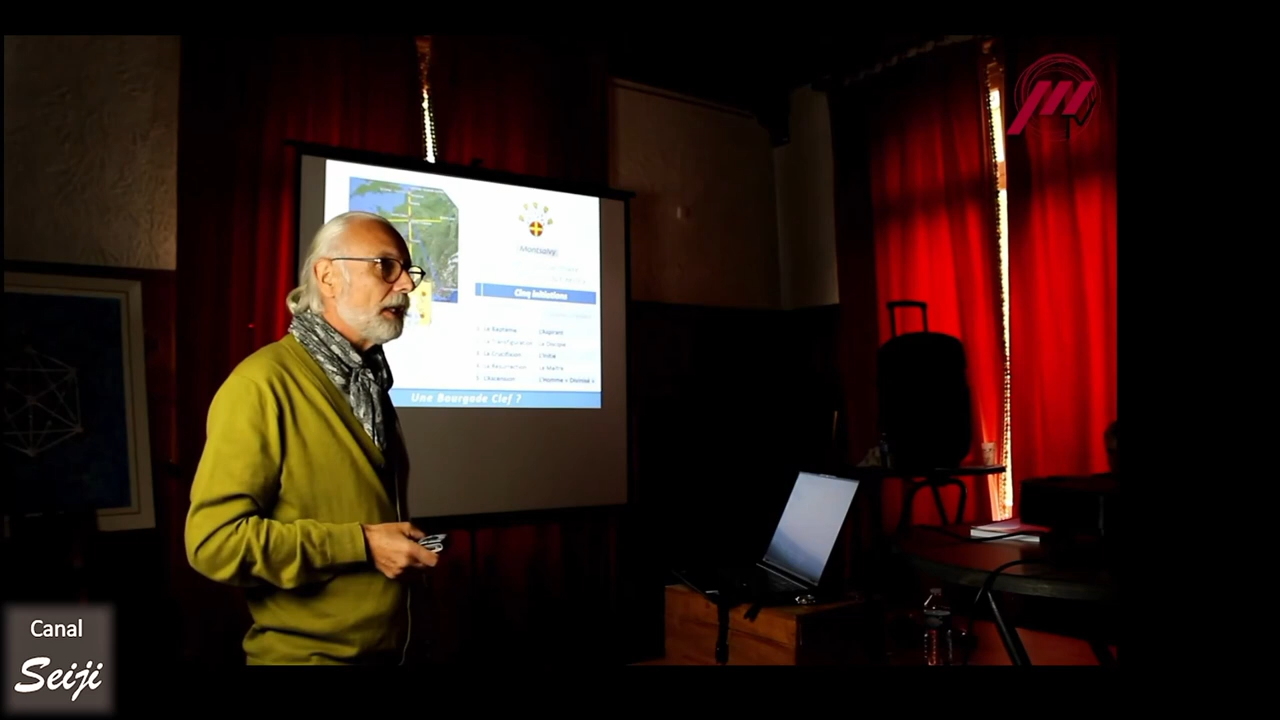 Montsalvy
Cinq Initiations
Le Baptême L'Aspirant
La Transfiguration Le Disciple
La Crucifixion L'Initié
La Résurrection Le Maître
L'Ascension L'Homme « Divinisé »
Une Bourgade Clef ?
Canal
Seiji